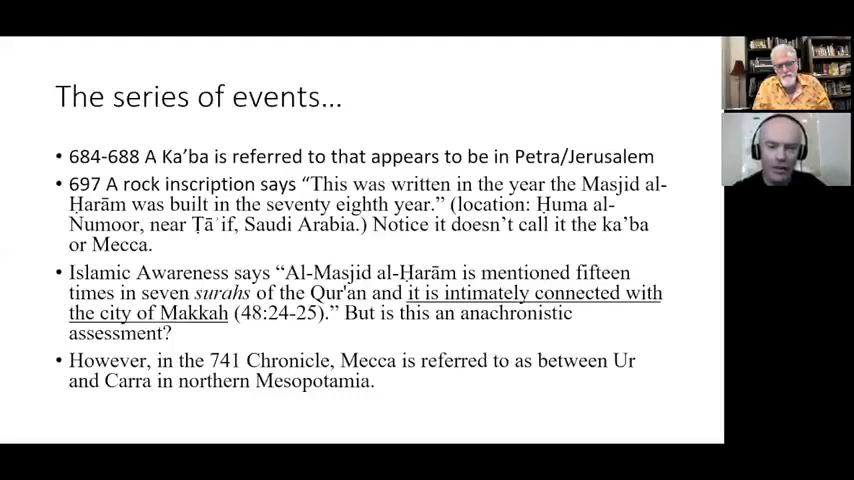 The series of events...
• 684-688 A Ka’ba is referred to that appears to be in Petra/Jerusalem
• 697 A rock inscription says “This was written in the year the Masjid al-
Ḥarām was built in the seventy eighth year.” (location: Ḥuma al-
Numoor, near Ṭāʾif, Saudi Arabia.) Notice it doesn’t call it the ka’ba
or Mecca.
• Islamic Awareness says “Al-Masjid al-Ḥarām is mentioned fifteen
times in seven surahs of the Qur'an and it is intimately connected with
the city of Makkah (48:24-25).” But is this an anachronistic
assessment?
• However, in the 741 Chronicle, Mecca is referred to as between Ur
and Carra in northern Mesopotamia.